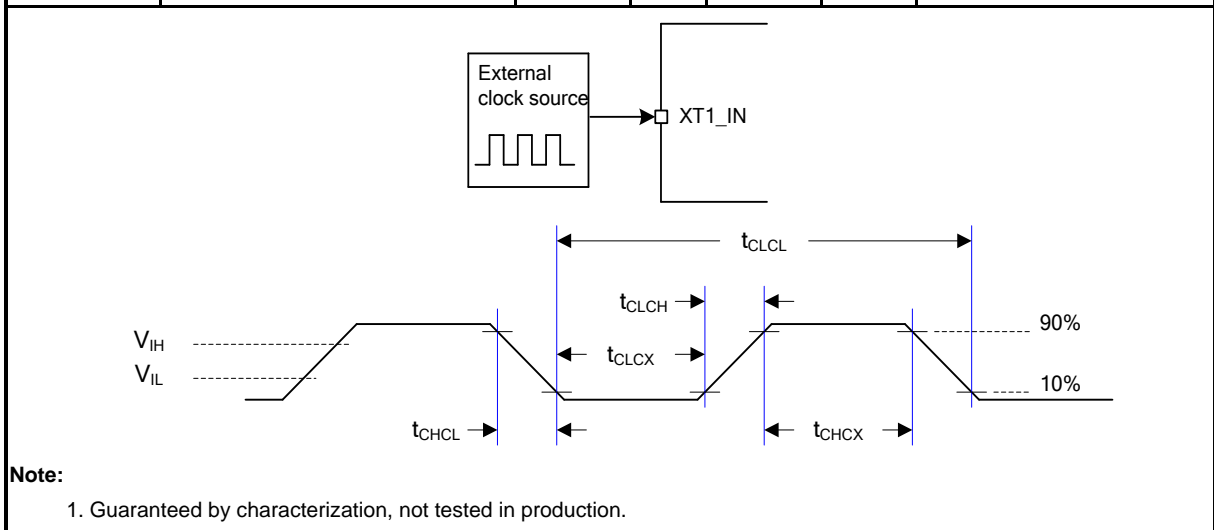 External
clock source
XT1_IN
tCLCL
tCLCH
90%
VIH
tCLCX
VIL
10%
tCHCL
tCHCX
Note:
1. Guaranteed by characterization, not tested in production.